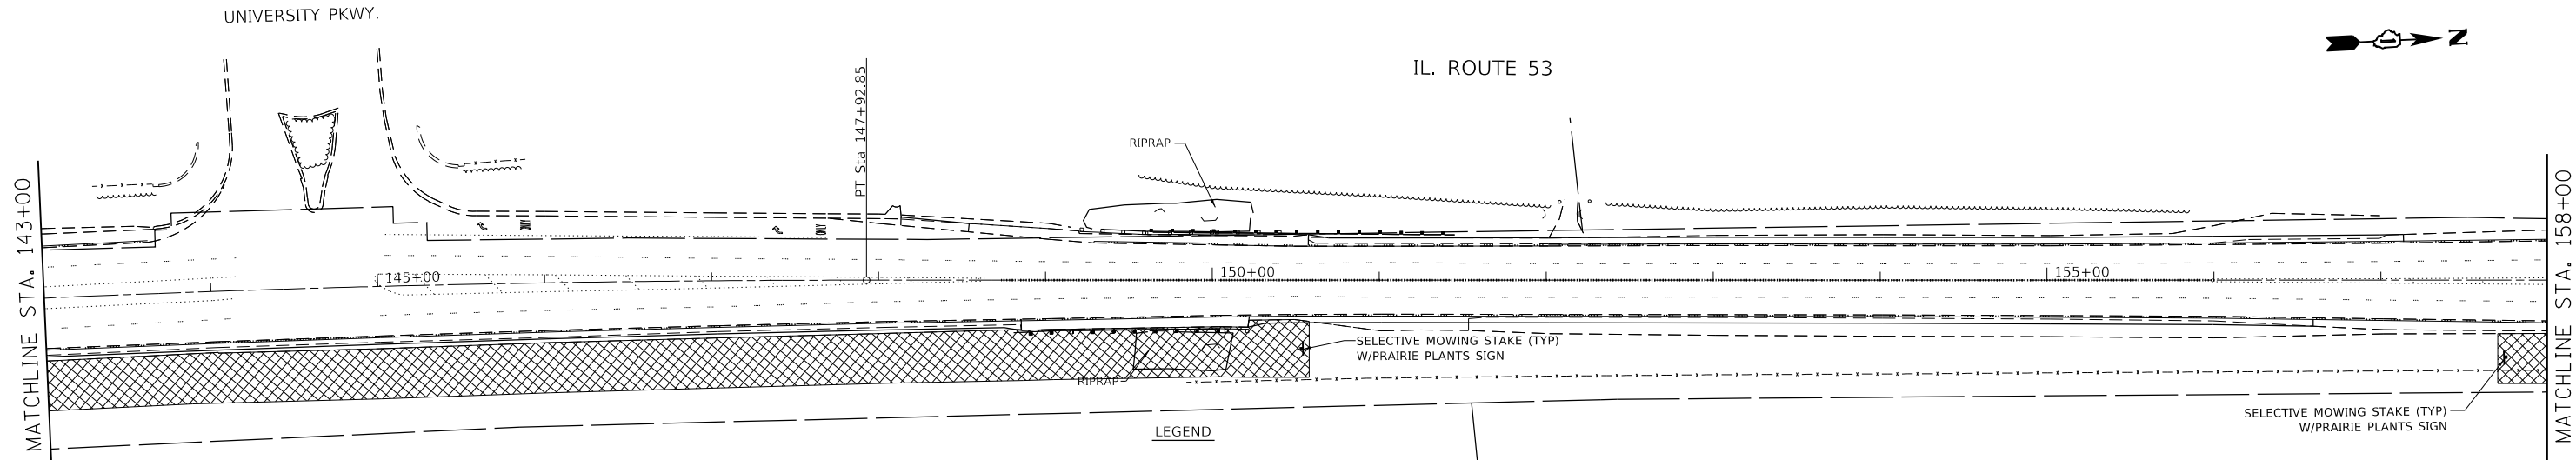 UNIVERSITY PKWY.
IL. ROUTE 53
N
PT Sta 147+92.85
RIPRAP
MATCHLINE STA. 143+00
MATCHLINE STA. 158+00
145+00
150+00
155+00
SELECTIVE MOWING STAKE (TYP)
W/PRAIRIE PLANTS SIGN
RIPRAP
SELECTIVE MOWING STAKE (TYP)
W/PRAIRIE PLANTS SIGN
LEGEND